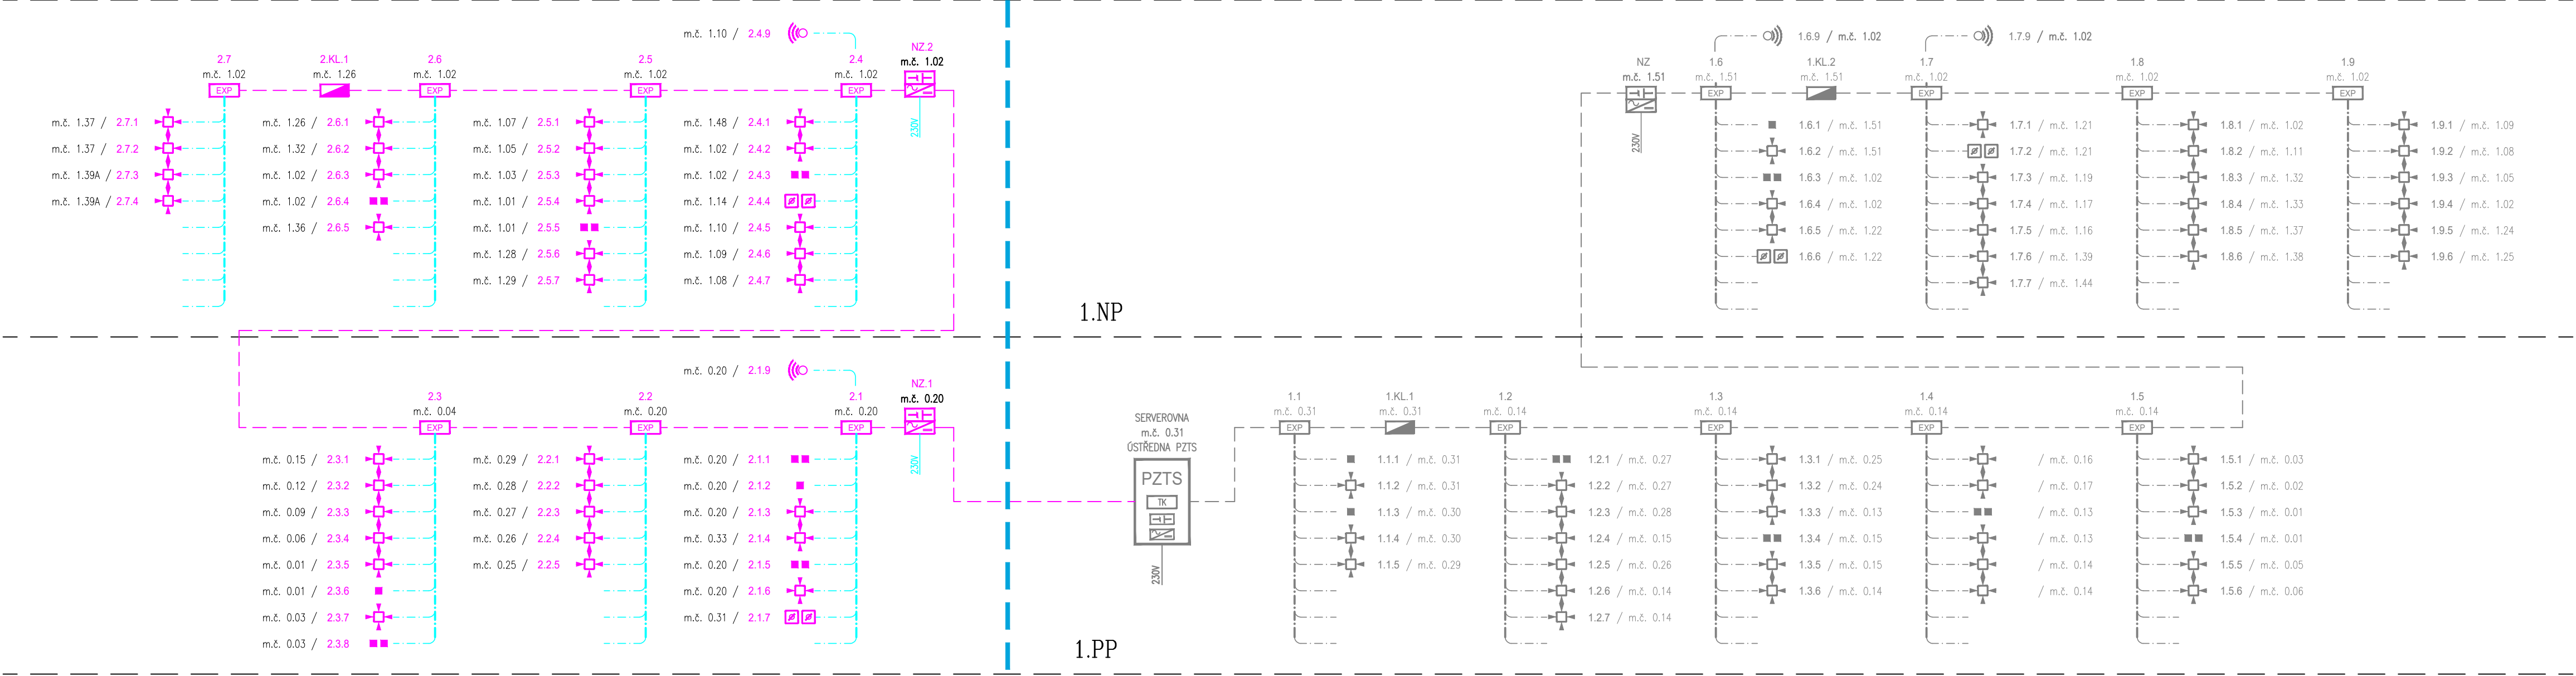 m.č. 1.10 / 2.4.9
2.7
m.č. 1.02
EXP
2.KL.1
m.č. 1.26
2.6
m.č. 1.02
EXP
2.5
m.č. 1.02
EXP
2.4
m.č. 1.02
EXP
NZ.2
m.č. 1.02
230V
m.č. 1.37 / 2.7.1
m.č. 1.37 / 2.7.2
m.č. 1.39A / 2.7.3
m.č. 1.39A / 2.7.4
m.č. 1.26 / 2.6.1
m.č. 1.32 / 2.6.2
m.č. 1.02 / 2.6.3
m.č. 1.02 / 2.6.4
m.č. 1.36 / 2.6.5
m.č. 1.07 / 2.5.1
m.č. 1.05 / 2.5.2
m.č. 1.03 / 2.5.3
m.č. 1.01 / 2.5.4
m.č. 1.01 / 2.5.5
m.č. 1.28 / 2.5.6
m.č. 1.29 / 2.5.7
m.č. 1.48 / 2.4.1
m.č. 1.02 / 2.4.2
m.č. 1.02 / 2.4.3
m.č. 1.14 / 2.4.4
m.č. 1.10 / 2.4.5
m.č. 1.09 / 2.4.6
m.č. 1.08 / 2.4.7
1.6.9 / m.č. 1.02
1.7.9 / m.č. 1.02
NZ
m.č. 1.51
230V
1.6
m.č. 1.51
EXP
1.KL.2
m.č. 1.51
1.7
m.č. 1.02
EXP
1.8
m.č. 1.02
EXP
1.9
m.č. 1.02
EXP
1.6.1 / m.č. 1.51
1.6.2 / m.č. 1.51
1.6.3 / m.č. 1.02
1.6.4 / m.č. 1.02
1.6.5 / m.č. 1.22
1.6.6 / m.č. 1.22
1.7.1 / m.č. 1.21
1.7.2 / m.č. 1.21
1.7.3 / m.č. 1.19
1.7.4 / m.č. 1.17
1.7.5 / m.č. 1.16
1.7.6 / m.č. 1.39
1.7.7 / m.č. 1.44
1.8.1 / m.č. 1.02
1.8.2 / m.č. 1.11
1.8.3 / m.č. 1.32
1.8.4 / m.č. 1.33
1.8.5 / m.č. 1.37
1.8.6 / m.č. 1.38
1.9.1 / m.č. 1.09
1.9.2 / m.č. 1.08
1.9.3 / m.č. 1.05
1.9.4 / m.č. 1.02
1.9.5 / m.č. 1.24
1.9.6 / m.č. 1.25
1.NP
m.č. 0.20 / 2.1.9
2.3
m.č. 0.04
EXP
2.2
m.č. 0.20
EXP
2.1
m.č. 0.20
EXP
NZ.1
m.č. 0.20
230V
m.č. 0.15 / 2.3.1
m.č. 0.12 / 2.3.2
m.č. 0.09 / 2.3.3
m.č. 0.06 / 2.3.4
m.č. 0.01 / 2.3.5
m.č. 0.01 / 2.3.6
m.č. 0.03 / 2.3.7
m.č. 0.03 / 2.3.8
m.č. 0.29 / 2.2.1
m.č. 0.28 / 2.2.2
m.č. 0.27 / 2.2.3
m.č. 0.26 / 2.2.4
m.č. 0.25 / 2.2.5
m.č. 0.20 / 2.1.1
m.č. 0.20 / 2.1.2
m.č. 0.20 / 2.1.3
m.č. 0.33 / 2.1.4
m.č. 0.20 / 2.1.5
m.č. 0.20 / 2.1.6
m.č. 0.31 / 2.1.7
SERVEROVNA
m.č. 0.31
ÚSTŘEDNA PZTS
PZTS
TK
230V
1.1
m.č. 0.31
EXP
1.KL.1
m.č. 0.31
1.2
m.č. 0.14
EXP
1.3
m.č. 0.14
EXP
1.4
m.č. 0.14
EXP
1.5
m.č. 0.14
EXP
1.1.1 / m.č. 0.31
1.1.2 / m.č. 0.31
1.1.3 / m.č. 0.30
1.1.4 / m.č. 0.30
1.1.5 / m.č. 0.29
1.2.1 / m.č. 0.27
1.2.2 / m.č. 0.27
1.2.3 / m.č. 0.28
1.2.4 / m.č. 0.15
1.2.5 / m.č. 0.26
1.2.6 / m.č. 0.14
1.2.7 / m.č. 0.14
1.3.1 / m.č. 0.25
1.3.2 / m.č. 0.24
1.3.3 / m.č. 0.13
1.3.4 / m.č. 0.15
1.3.5 / m.č. 0.15
1.3.6 / m.č. 0.14
/ m.č. 0.16
/ m.č. 0.17
/ m.č. 0.13
/ m.č. 0.13
/ m.č. 0.14
/ m.č. 0.14
1.5.1 / m.č. 0.03
1.5.2 / m.č. 0.02
1.5.3 / m.č. 0.01
1.5.4 / m.č. 0.01
1.5.5 / m.č. 0.05
1.5.6 / m.č. 0.06
1.PP